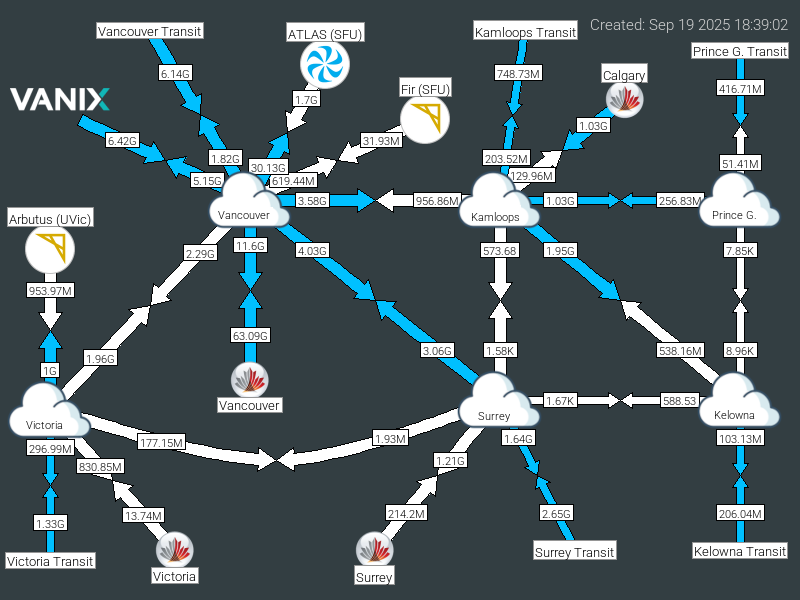 Created: Sep 19 2025 18:39:02
Vancouver Transit
ATLAS (SFU)
Kamloops Transit
Prince G. Transit
6.14G
748.73M
Calgary
416.71M
VANIX
Fir (SFU)
1.7G
1.03G
6.42G
31.93M
1.82G
203.52M
51.41M
30.13G
5.15G
619.44M
129.96M
3.58G
956.86M
1.03G
256.83M
Vancouver
Kamloops
Prince G.
Arbutus (UVic)
2.29G
11.6G
4.03G
573.68
1.95G
7.85K
953.97M
63.09G
1.96G
3.06G
1.58K
538.16M
8.96K
1G
Vancouver
1.67K
588.53
Victoria
Surrey
Kelowna
177.15M
1.93M
1.64G
103.13M
296.99M
830.85M
1.21G
1.33G
13.74M
214.2M
2.65G
206.04M
Victoria Transit
Victoria
Surrey
Surrey Transit
Kelowna Transit